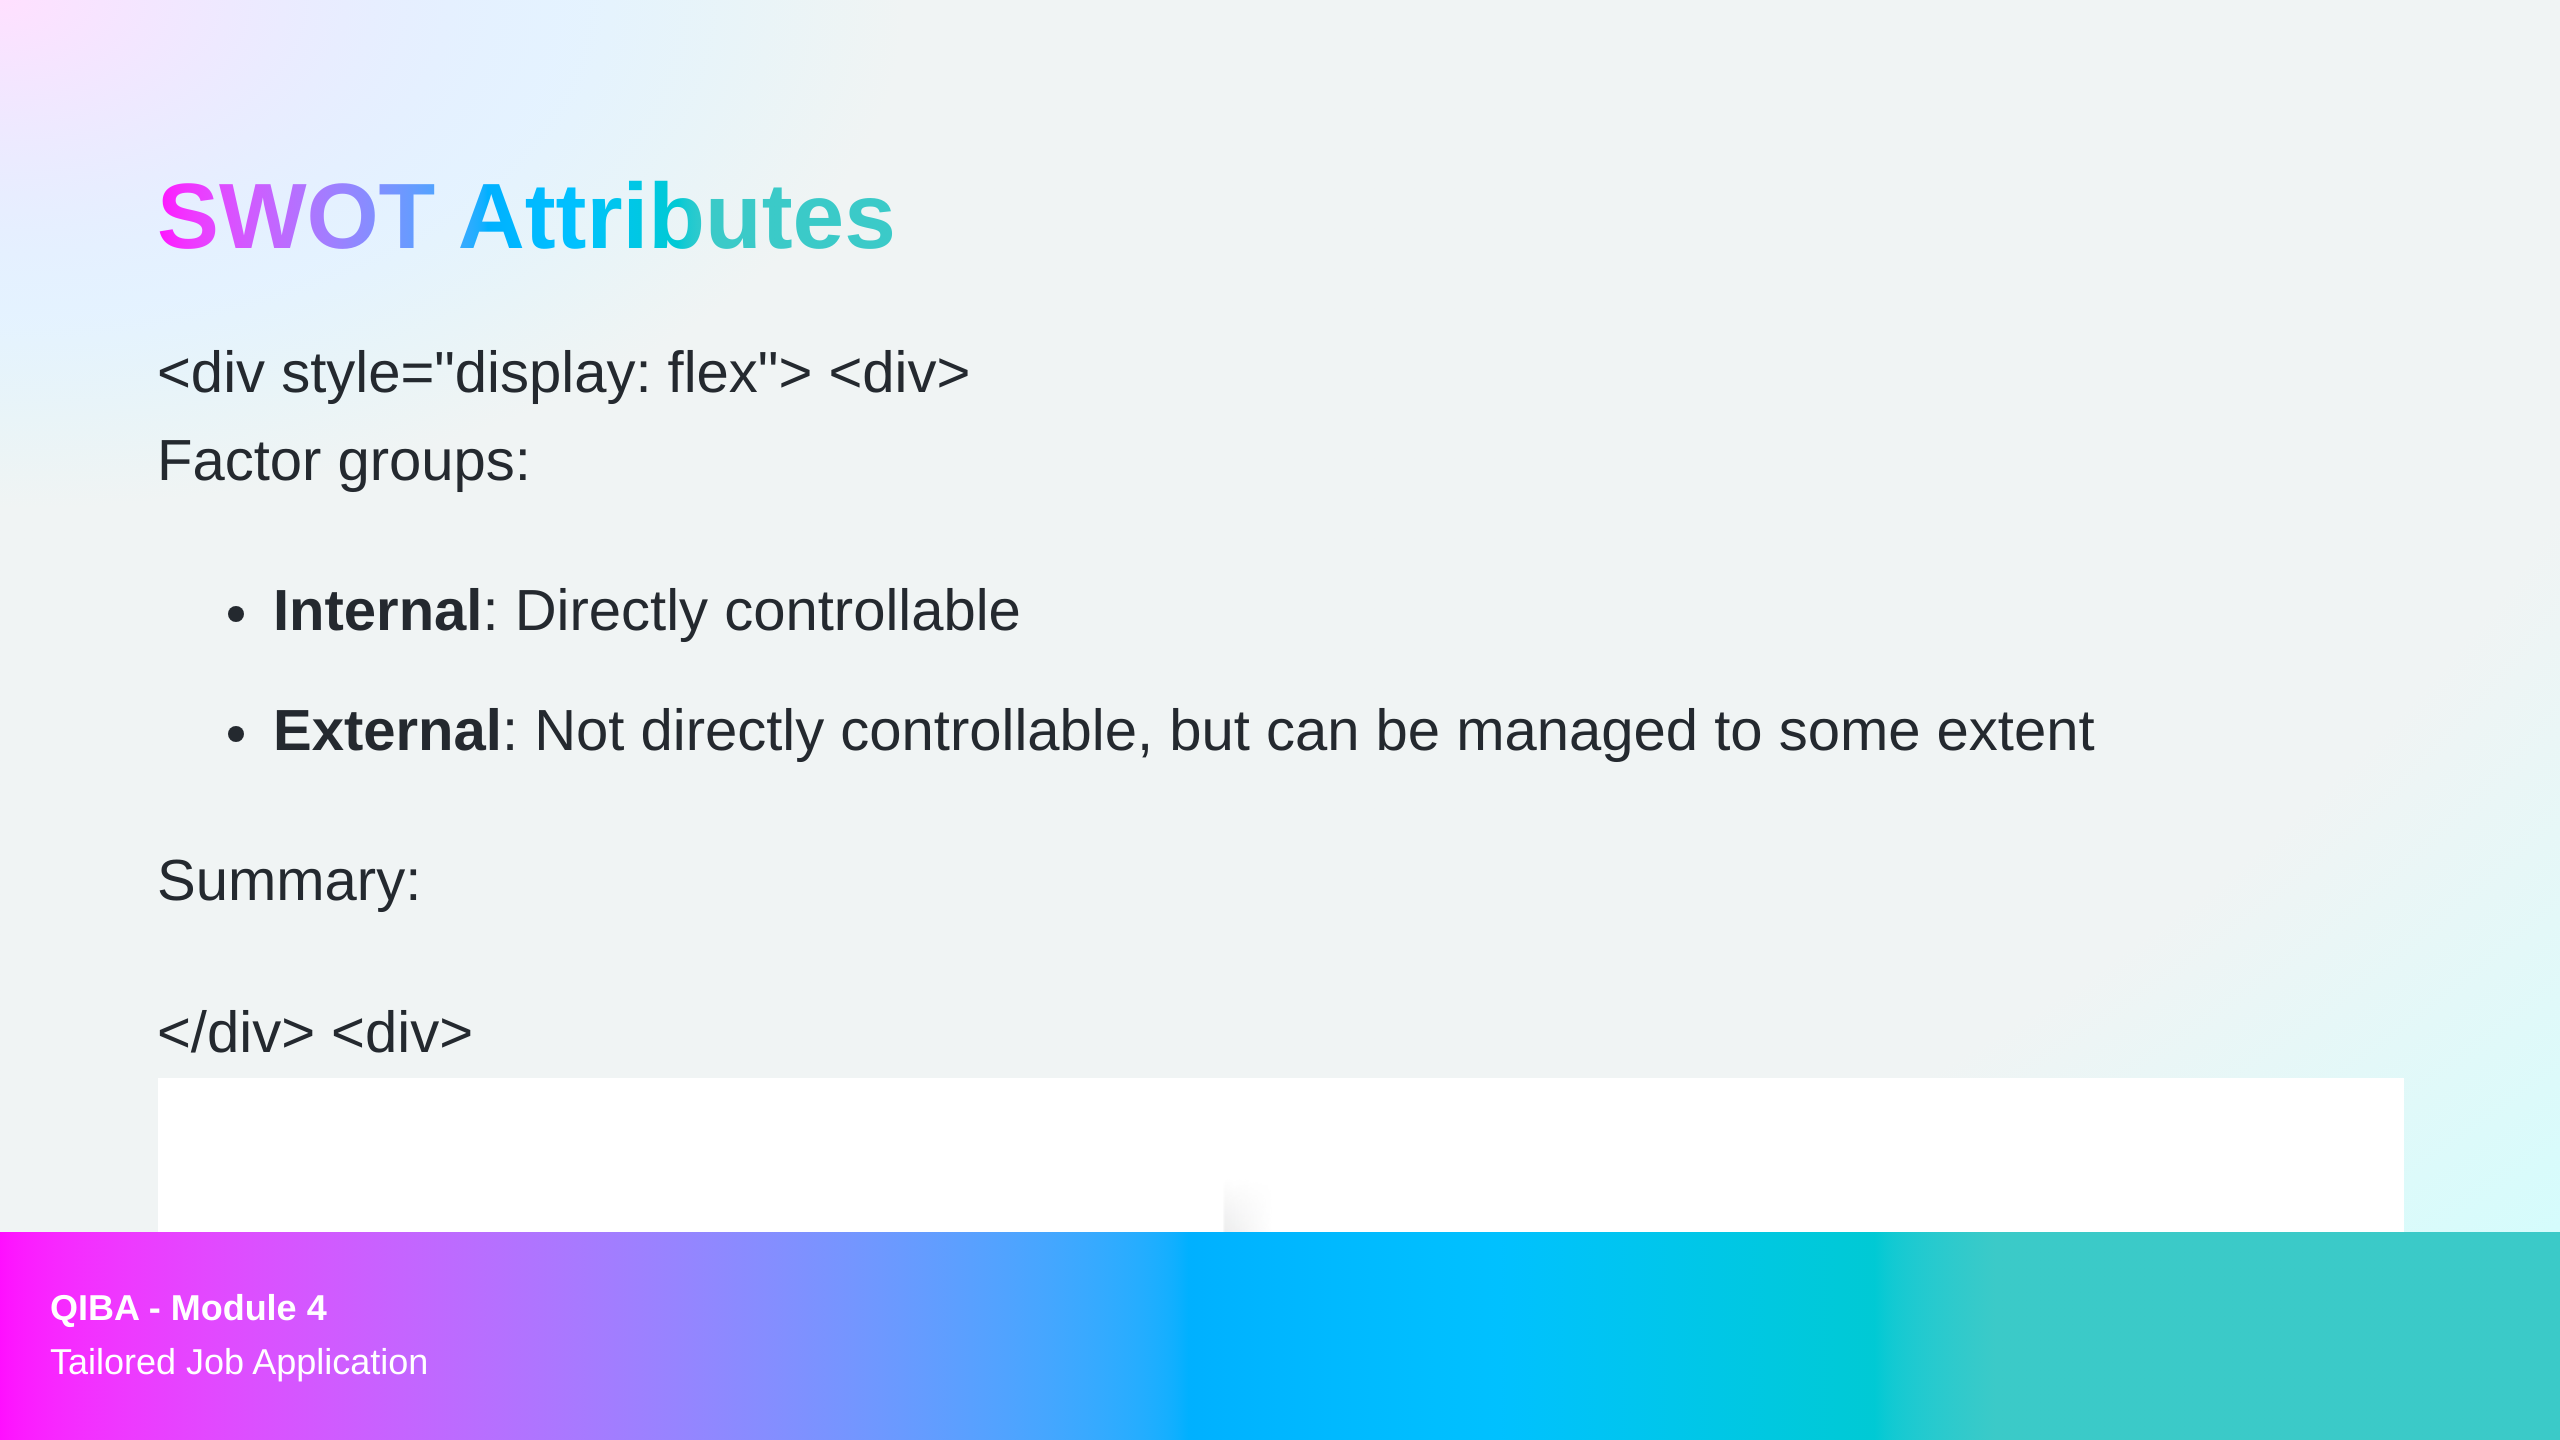 SWOT Attributes
<div style="display: flex"> <div>
Factor groups:
• Internal: Directly controllable
• External: Not directly controllable, but can be managed to some extent
Summary:
</div> <div>
QIBA - Module 4
Tailored Job Application